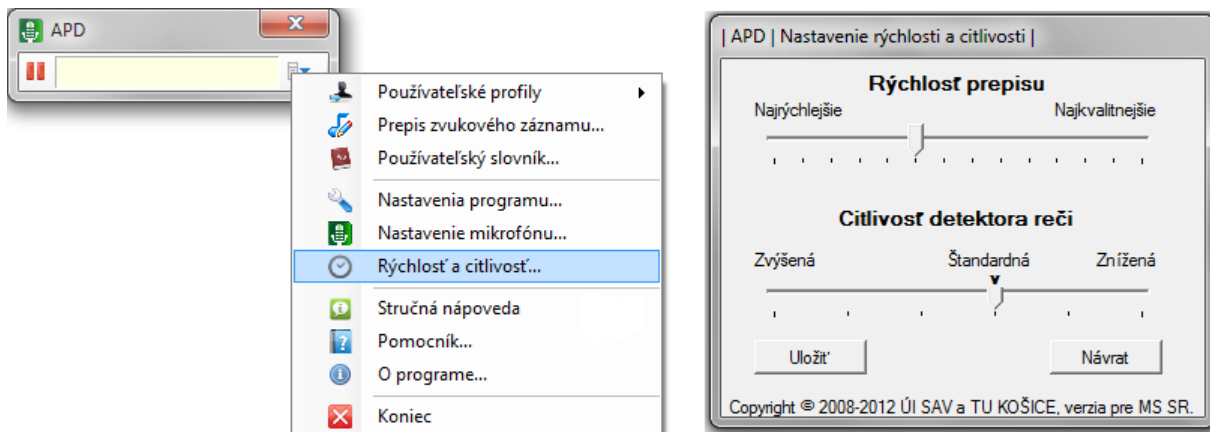 APD
Používateľské profily
Prepis zvukového záznamu...
Používateľský slovník...
Nastavenia programu...
Nastavenie mikrofónu...
Rýchlosť a citlivosť...
Stručná nápoveda
Pomocník...
O programe...
Koniec
| APD | Nastavenie rýchlosti a citlivosti |
Rýchlosť prepisu
Najrýchlejšie Najkvalitnejšie
Citlivosť detektora reči
Zvýšená Štandardná Znížená
v
Uložiť Návrat
Copyright © 2008-2012 ÚI SAV a TU KOŠICE, verzia pre MS SR.